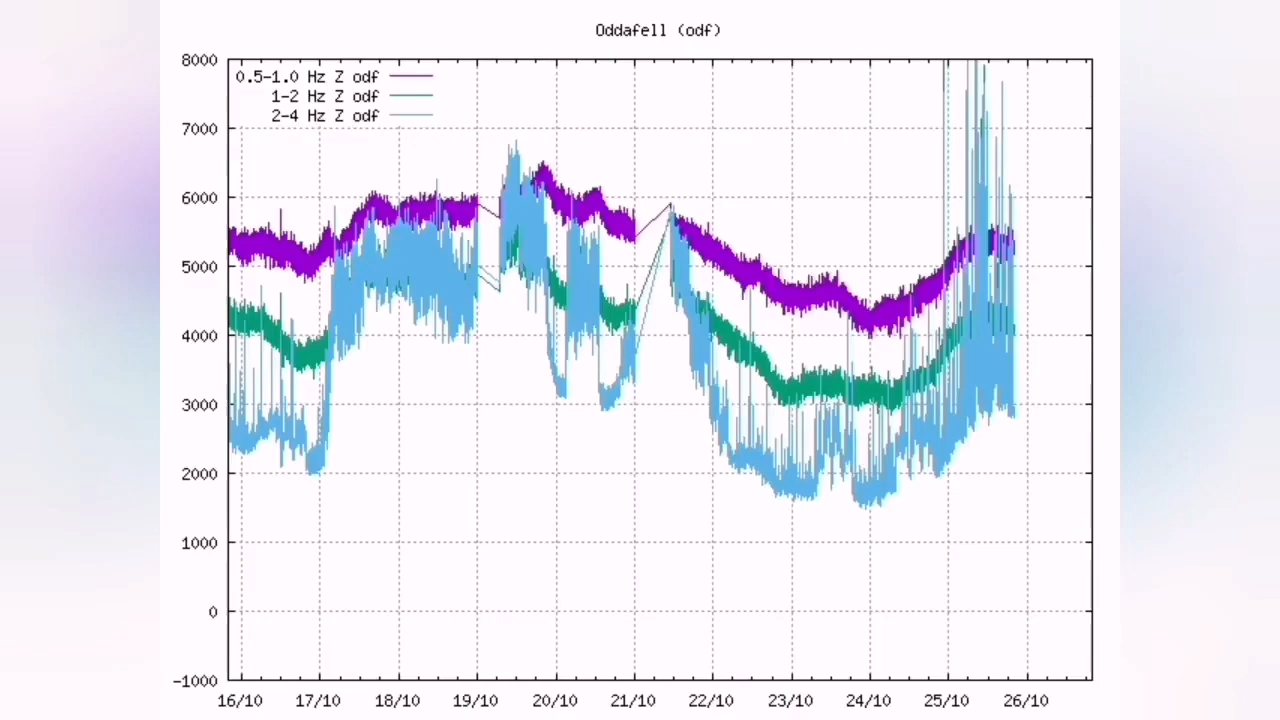 Oddafell (odf)
8000
0.5-1.0 Hz Z odf
1-2 Hz Z odf
2-4 Hz Z odf
7000
6000
5000
4000
3000
2000
1000
0
-1000
16/10 17/10 18/10 19/10 20/10 21/10 22/10 23/10 24/10 25/10 26/10